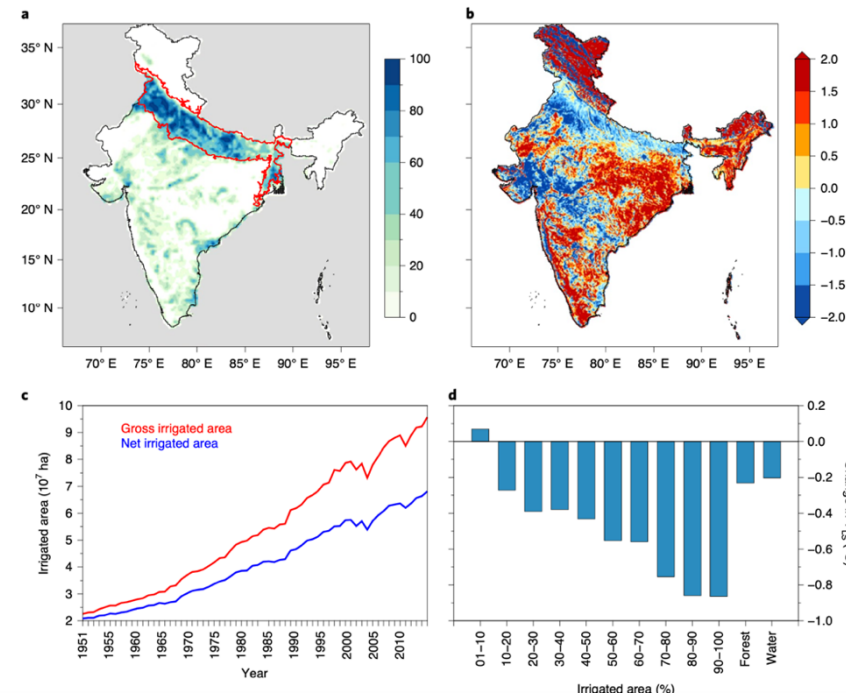 a
35° N
30° N
25° N
20° N
15° N
10° N
70° E 75° E 80° E 85° E 90° E 95° E
100
80
60
40
20
0
b
70° E 75° E 80° E 85° E 90° E 95° E
2.0
1.5
1.0
0.5
0.0
−0.5
−1.0
−1.5
−2.0
c
10
9
8
7
6
5
4
3
2
Irrigated area (10⁷ ha)
Gross irrigated area
Net irrigated area
1951 1955 1960 1965 1970 1975 1980 1985 1990 1995 2000 2005 2010
Year
d
0.2
0.0
−0.2
−0.4
−0.6
−0.8
−1.0
01–10 10–20 20–30 30–40 40–50 50–60 60–70 70–80 80–90 90–100 Forest Water
Irrigated area (%)